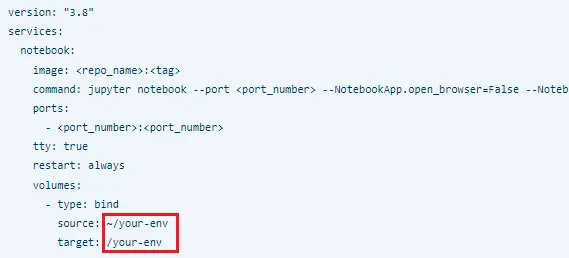 version: "3.8"
services:
notebook:
image: <repo_name>:<tag>
command: jupyter notebook --port <port_number> --NotebookApp.open_browser=False --Noteb
ports:
- <port_number>:<port_number>
tty: true
restart: always
volumes:
- type: bind
source: ~/your-env
target: /your-env